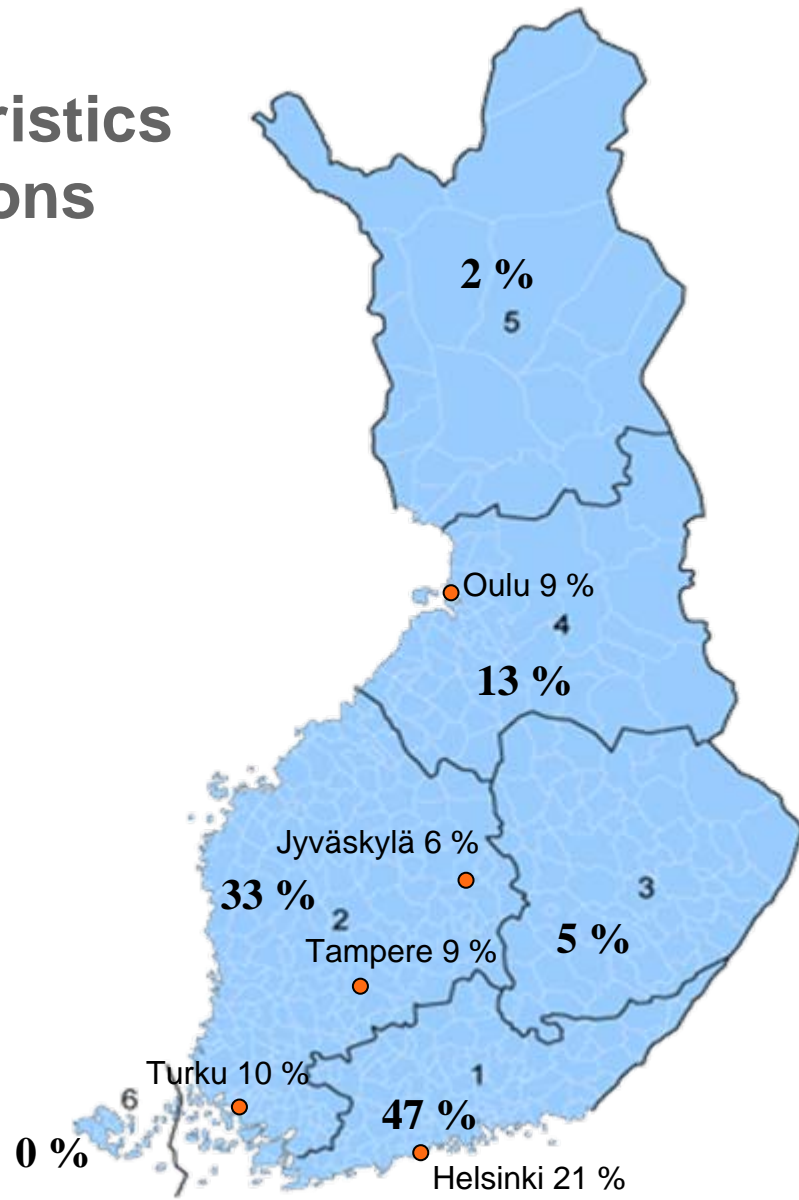 ristics
ons
2 %
5
Oulu 9 %
4
13 %
Jyväskylä 6 %
33 %
2
3
5 %
Tampere 9 %
Turku 10 %
6
1
47 %
0 %
Helsinki 21 %